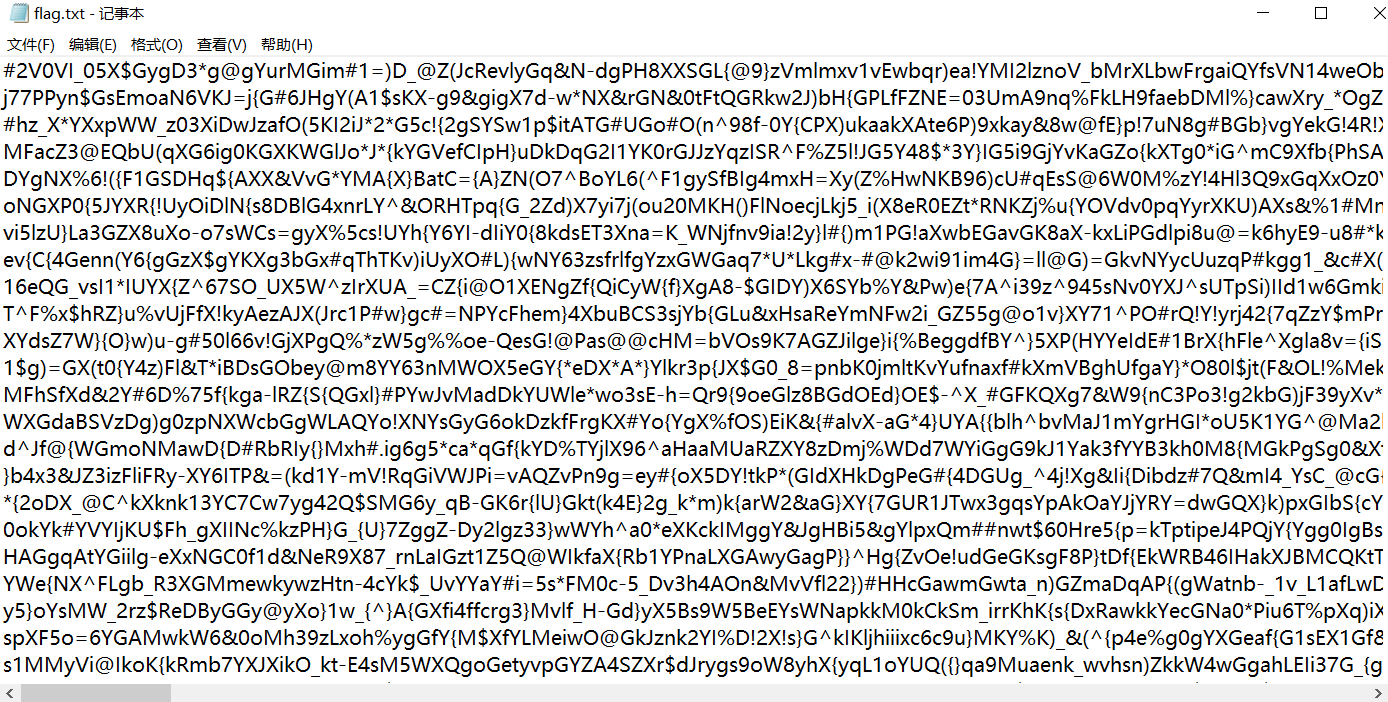 flag.txt - 记事本
文件(F) 编辑(E) 格式(O) 查看(V) 帮助(H)
#2V0VI_05X$GygD3*g@gYurMGim#1=)D_@Z(JcRevlyGq&N-dgPH8XXSGL{@9}zVmlmxv1vEwbqr)ea!YMI2lznoV_bMrXLbwFrgaiQYfsVN14weOb
j77PPyn$GsEmoaN6VKJ=j{G#6JHgY(A1$sKX-g9&gigX7d-w*NX&rGN&0tFtQGRkw2J)bH{GPLfFZNE=03UmA9nq%FkLH9faebDMl%}cawXry_*OgZ
#hz_X*YXxpWW_z03XiDwJzafO(5KI2iJ*2*G5c!{2gSYSw1p$itATG#UGo#O(n^98f-0Y{CPX)ukaakXAte6P)9xkay&8w@fE}p!7uN8g#BGb}vgYekG!4R!X
MFacZ3@EQbU(qXG6ig0KGXKWGlJo*J*{kYGVefCIpH}uDkDqG2I1YK0rGJJzYqzISR^F%Z5l!JG5Y48$*3Y}IG5i9GjYvKaGZo{kXTg0*iG^mC9Xfb{PhSA
DYgNX%6!({F1GSDHq${AXX&VvG*YMA{X}BatC={A}ZN(O7^BoYL6(^F1gySfBIg4mxH=Xy(Z%HwNKB96)cU#qEsS@6W0M%zY!4Hl3Q9xGqXxOz0Y
oNGXP0{5JYXR{!UyOiDlN{s8DBlG4xnrLY^&ORHTpq{G_2Zd)X7yi7j(ou20MKH()FlNoecjLkj5_i(X8eR0EZt*RNKZj%u{YOVdv0pqYyrXKU)AXs&%1#Mr
vi5lzU}La3GZX8uXo-o7sWCs=gyX%5cs!UYh{Y6YI-dIiY0{8kdsET3Xna=K_WNjfnv9ia!2y}l#{)m1PG!aXwbEGavGK8aX-kxLiPGdlpi8u@=k6hyE9-u8#*k
ev{C{4Genn(Y6{gGzX$gYKXg3bGx#qThTKv)iUyXO#L){wNY63zsfrlfgYzxGWGaq7*U*Lkg#x-#@k2wi91im4G}=ll@G)=GkvNYycUuzqP#kgg1_&c#X(
16eQG_vsI1*IUYX{Z^67SO_UX5W^zIrXUA_=CZ{i@O1XENgZf{QiCyW{f}XgA8-$GIDY)X6SYb%Y&Pw)e{7A^i39z^945sNv0YXJ^sUTpSi)IId1w6Gmki
T^F%x$hRZ}u%vUjFfX!kyAezAJX(Jrc1P#w}gc#=NPYcFhem}4XbuBCS3sjYb{GLu&xHsaReYmNFw2i_GZ55g@o1v}XY71^PO#rQ!Y!yrj42{7qZzY$mPr
XYdsZ7W}{O}w)u-g#50l66v!GjXPgQ%*zW5g%%oe-QesG!@Pas@@cHM=bVOs9K7AGZJilge}i{%BeggdfBY^}5XP(HYYeIdE#1BrX{hFle^Xgla8v={iS
1$g)=GX(t0{Y4z)Fl&T*iBDsGObey@m8YY63nMWOX5eGY{*eDX*A*}Ylkr3p{JX$G0_8=pnbK0jmltKvYufnaxf#kXmVBghUfgaY}*O80l$jt(F&OL!%Mek
MFhSfXd&2Y#6D%75f{kga-lRZ{S{QGxl}#PYwJvMadDkYUWle*wo3sE-h=Qr9{9oeGlz8BGdOEd}OE$-^X_#GFKQXg7&W9{nC3Po3!g2kbG)jF39yXv*
WXGdaBSVzDg)g0zpNXWcbGgWLAQYo!XNYsGyG6okDzkfFrgKX#Yo{YgX%fOS)EiK&{#alvX-aG*4}UYA{{blh^bvMaJ1mYgrHGI*oU5K1YG^@Ma2
d^Jf@{WGmoNMawD{D#RbRIy{}Mxh#.ig6g5*ca*qGf{kYD%TYjlX96^aHaaMUaRZXY8zDmj%WDd7WYiGgG9kJ1Yak3fYYB3kh0M8{MGkPgSg0&X
}b4x3&JZ3izFliFRy-XY6ITP&=(kd1Y-mV!RqGiVWJPi=vAQZvPn9g=ey#{oX5DY!tkP*(GIdXHkDgPeG#{4DGUg_^4j!Xg&Ii{Dibdz#7Q&mI4_YsC_@cG
*{2oDX_@C^kXknk13YC7Cw7yg42Q$SMG6y_qB-GK6r{lU}Gkt(k4E}2g_k*m)k{arW2&aG}XY{7GUR1JTwx3gqsYpAkOaYJjYRY=dwGQX}k)pxGIbS{cY
0okYk#YVYIjKU$Fh_gXIINc%kzPH}G_{U}7ZggZ-Dy2lgz33}wWYh^a0*eXKckIMggY&JgHBi5&gYlpxQm##nwt$60Hre5{p=kTptipeJ4PQjY{Ygg0IgBs
HAGgqAtYGiilg-eXxNGC0f1d&NeR9X87_rnLaIGzt1Z5Q@WIkfaX{Rb1YPnaLXGAwyGagP}}^Hg{ZvOe!udGeGKsgF8P}tDf{EkWRB46IHakXJBMCQKtT
YWe{NX^FLgb_R3XGMmewkywzHtn-4cYk$_UvYYaY#i=5s*FM0c-5_Dv3h4AOn&MvVfl22})#HHcGawmGwta_n)GZmaDqAP{(gWatnb-_1v_L1afLwD
y5}oYsMW_2rz$ReDByGGy@yXo}1w_{^}A{GXfi4ffcrg3}Mvlf_H-Gd}yX5Bs9W5BeEYsWNapkkM0kCkSm_irrKhK{s{DxRawkkYecGNa0*Piu6T%pXq)iX
spXF5o=6YGAMwkW6&0oMh39zLxoh%ygGfY{M$XfYLMeiwO@GkJznk2YI%D!2X!s}G^kIKljhiiixc6c9u}MKY%K)_&(^{p4e%g0gYXGeaf{G1sEX1Gf&
s1MMyVi@IkoK{kRmb7YXJXikO_kt-E4sM5WXQgoGetyvpGYZA4SZXr$dJrygs9oW8yhX{yqL1oYUQ({}qa9Muaenk_wvhsn)ZkkW4wGgahLEIi37G_{g